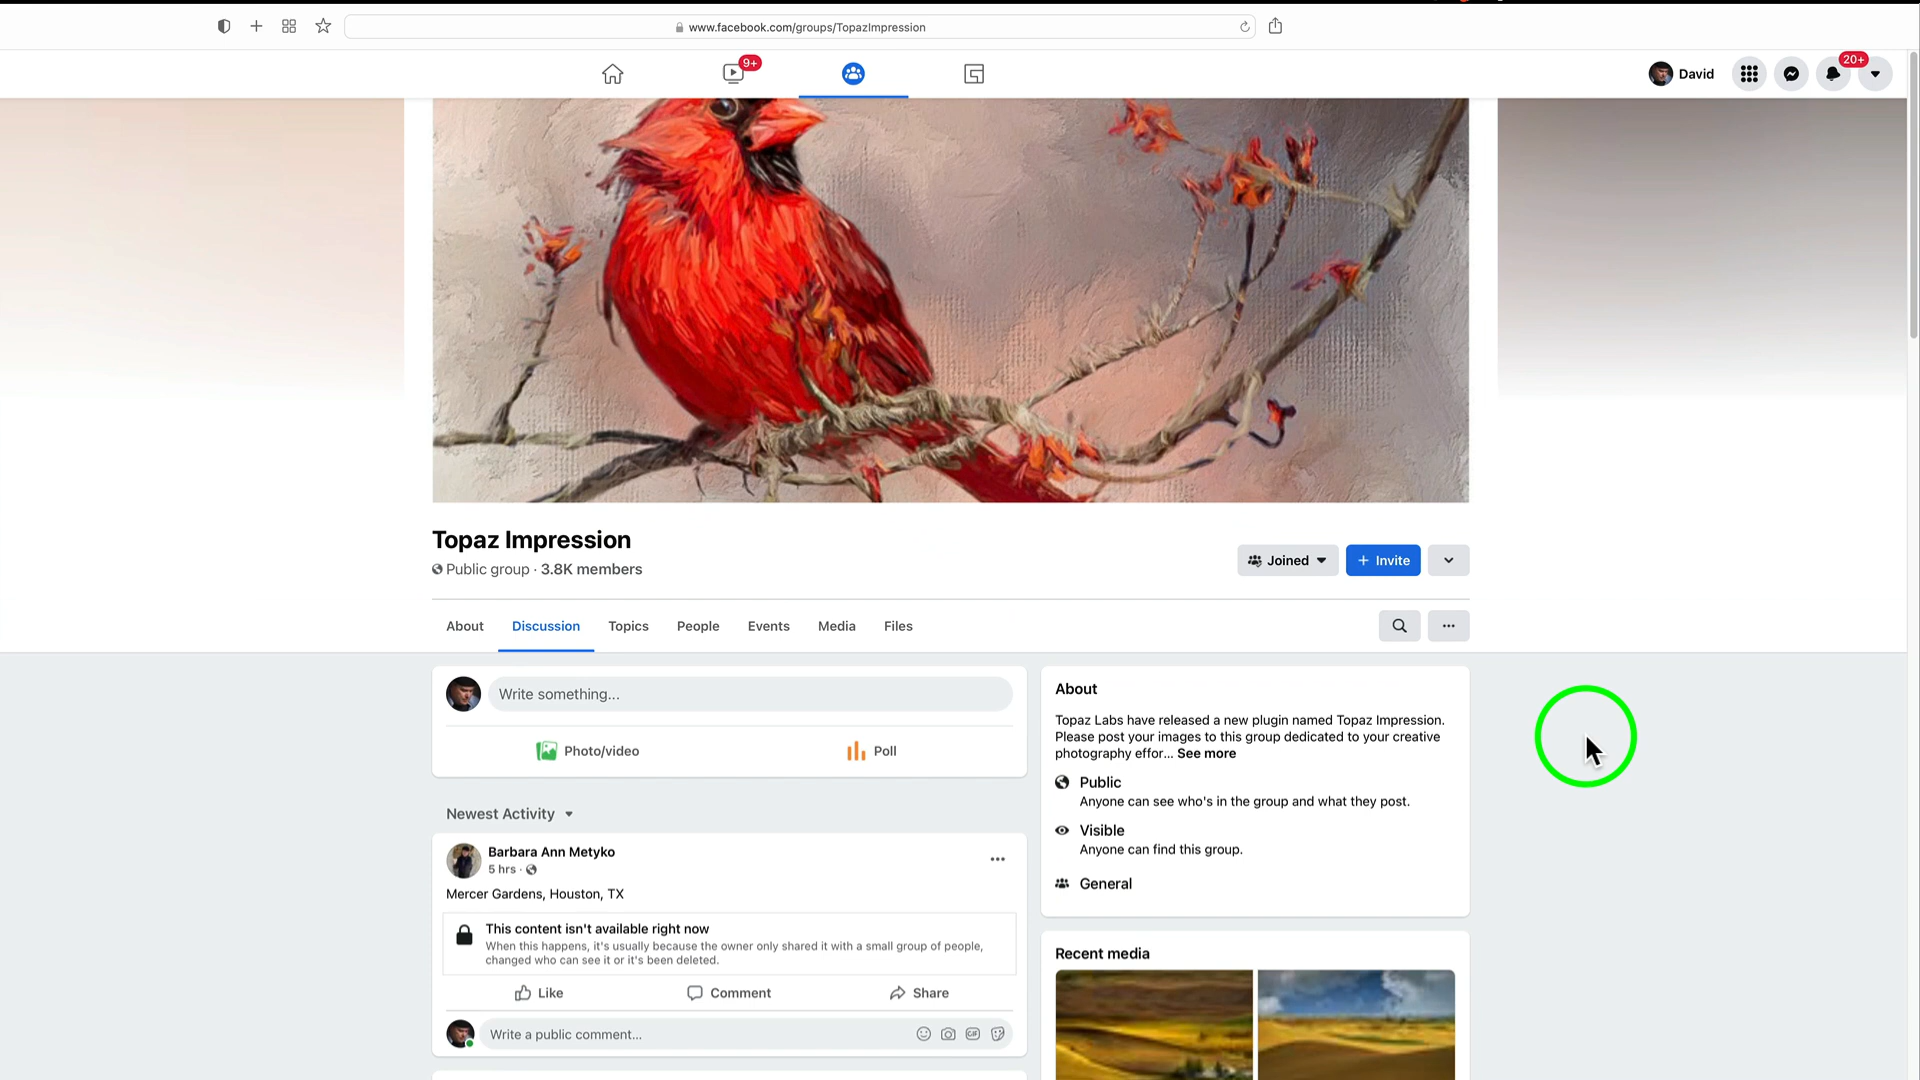 www.facebook.com/groups/TopazImpression
9+
David
20+
Topaz Impression
Public group · 3.8K members
Joined
+ Invite
About
Discussion
Topics
People
Events
Media
Files
Write something...
Photo/video
Poll
Newest Activity
Barbara Ann Metyko
5 hrs ·
Mercer Gardens, Houston, TX
This content isn't available right now
When this happens, it's usually because the owner only shared it with a small group of people,
changed who can see it or it's been deleted.
Like
Comment
Share
Write a public comment...
GIF
About
Topaz Labs have released a new plugin named Topaz Impression.
Please post your images to this group dedicated to your creative
photography effor... See more
Public
Anyone can see who's in the group and what they post.
Visible
Anyone can find this group.
General
Recent media